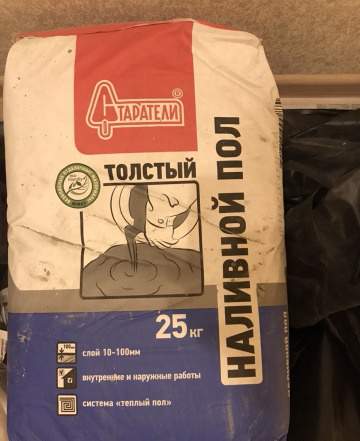 СТАРАТЕЛИ
ТОЛСТЫЙ
НАЛИВНОЙ ПОЛ
25 кг
слой 10-100мм
внутренние и наружные работы
система «теплый пол»